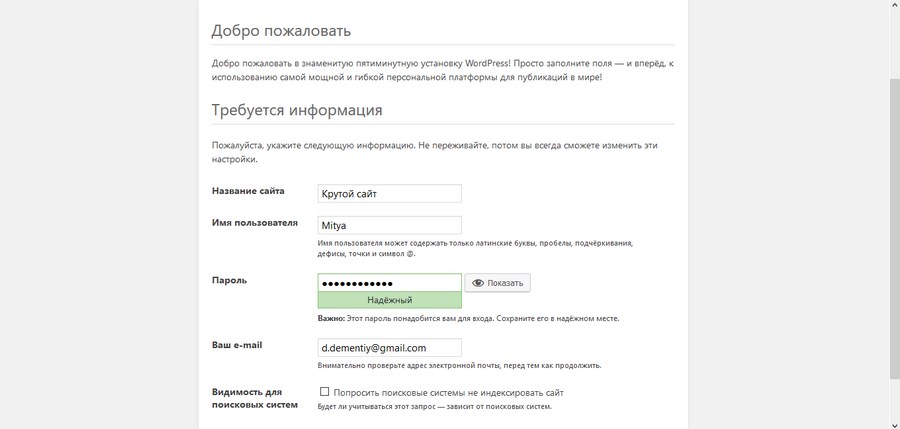 Добро пожаловать
Добро пожаловать в знаменитую пятиминутную установку WordPress! Просто заполните поля — и вперёд, к
использованию самой мощной и гибкой персональной платформы для публикаций в мире!
Требуется информация
Пожалуйста, укажите следующую информацию. Не переживайте, потом вы всегда сможете изменить эти
настройки.
Название сайта
Крутой сайт
Имя пользователя
Mitya
Имя пользователя может содержать только латинские буквы, пробелы, подчёркивания,
дефисы, точки и символ @.
Пароль
●●●●●●●●●●●●
Показать
Надёжный
Важно: Этот пароль понадобится вам для входа. Сохраните его в надёжном месте.
Ваш e-mail
d.dementiy@gmail.com
Внимательно проверьте адрес электронной почты, перед тем как продолжить.
Видимость для
поисковых систем
Попросить поисковые системы не индексировать сайт
Будет ли учитываться этот запрос — зависит от поисковых систем.